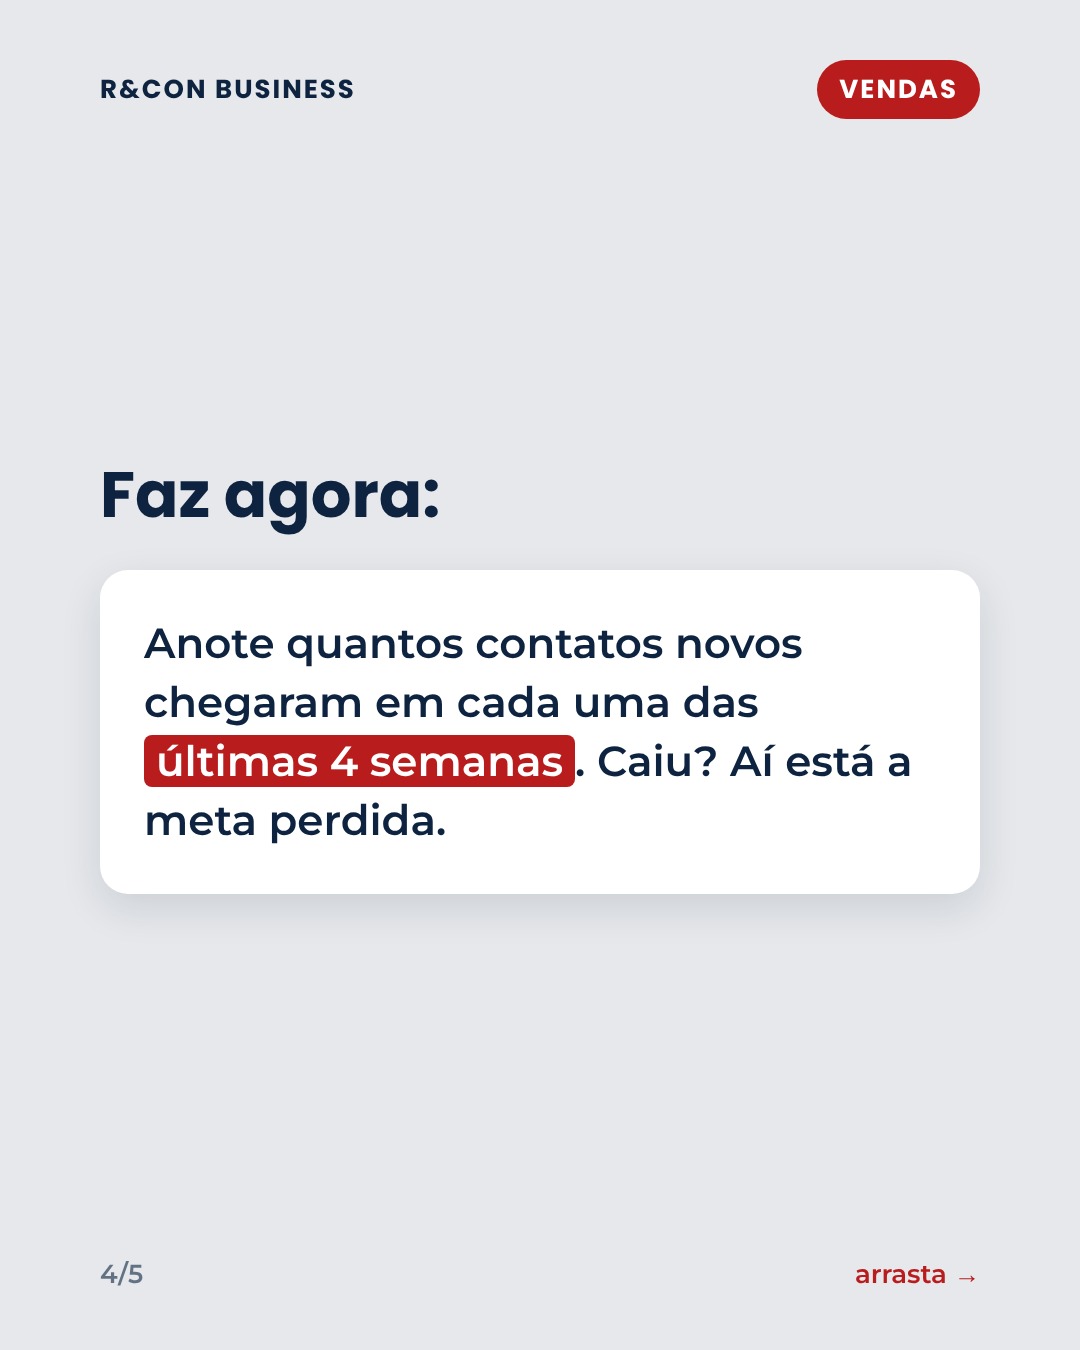 R&CON BUSINESS
VENDAS
Faz agora:
Anote quantos contatos novos
chegaram em cada uma das
últimas 4 semanas. Caiu? Aí está a
meta perdida.
4/5
arrasta →